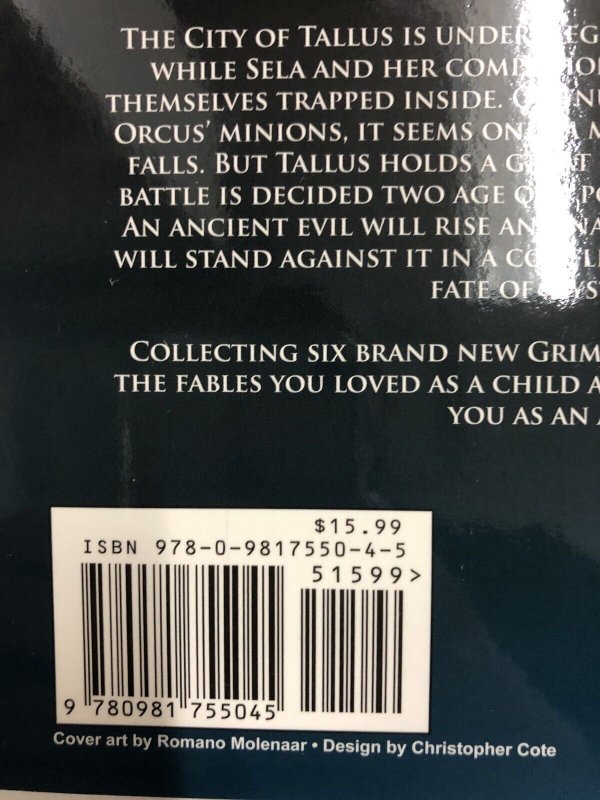 THE CITY OF TALLUS IS UNDER
WHILE SELA AND HER
THEMSELVES TRAPPED INSIDE.
ORCUS' MINIONS, IT SEEMS
FALLS. BUT TALLUS HOLDS A
BATTLE IS DECIDED TWO AGE
AN ANCIENT EVIL WILL RISE
WILL STAND AGAINST IT IN A
FATE OF
COLLECTING SIX BRAND NEW GRIM
THE FABLES YOU LOVED AS A CHILD A
YOU AS AN
$15.99
ISBN 978-0-9817550-4-5
51599>
9 780981 755045
Cover art by Romano Molenaar • Design by Christopher Cote